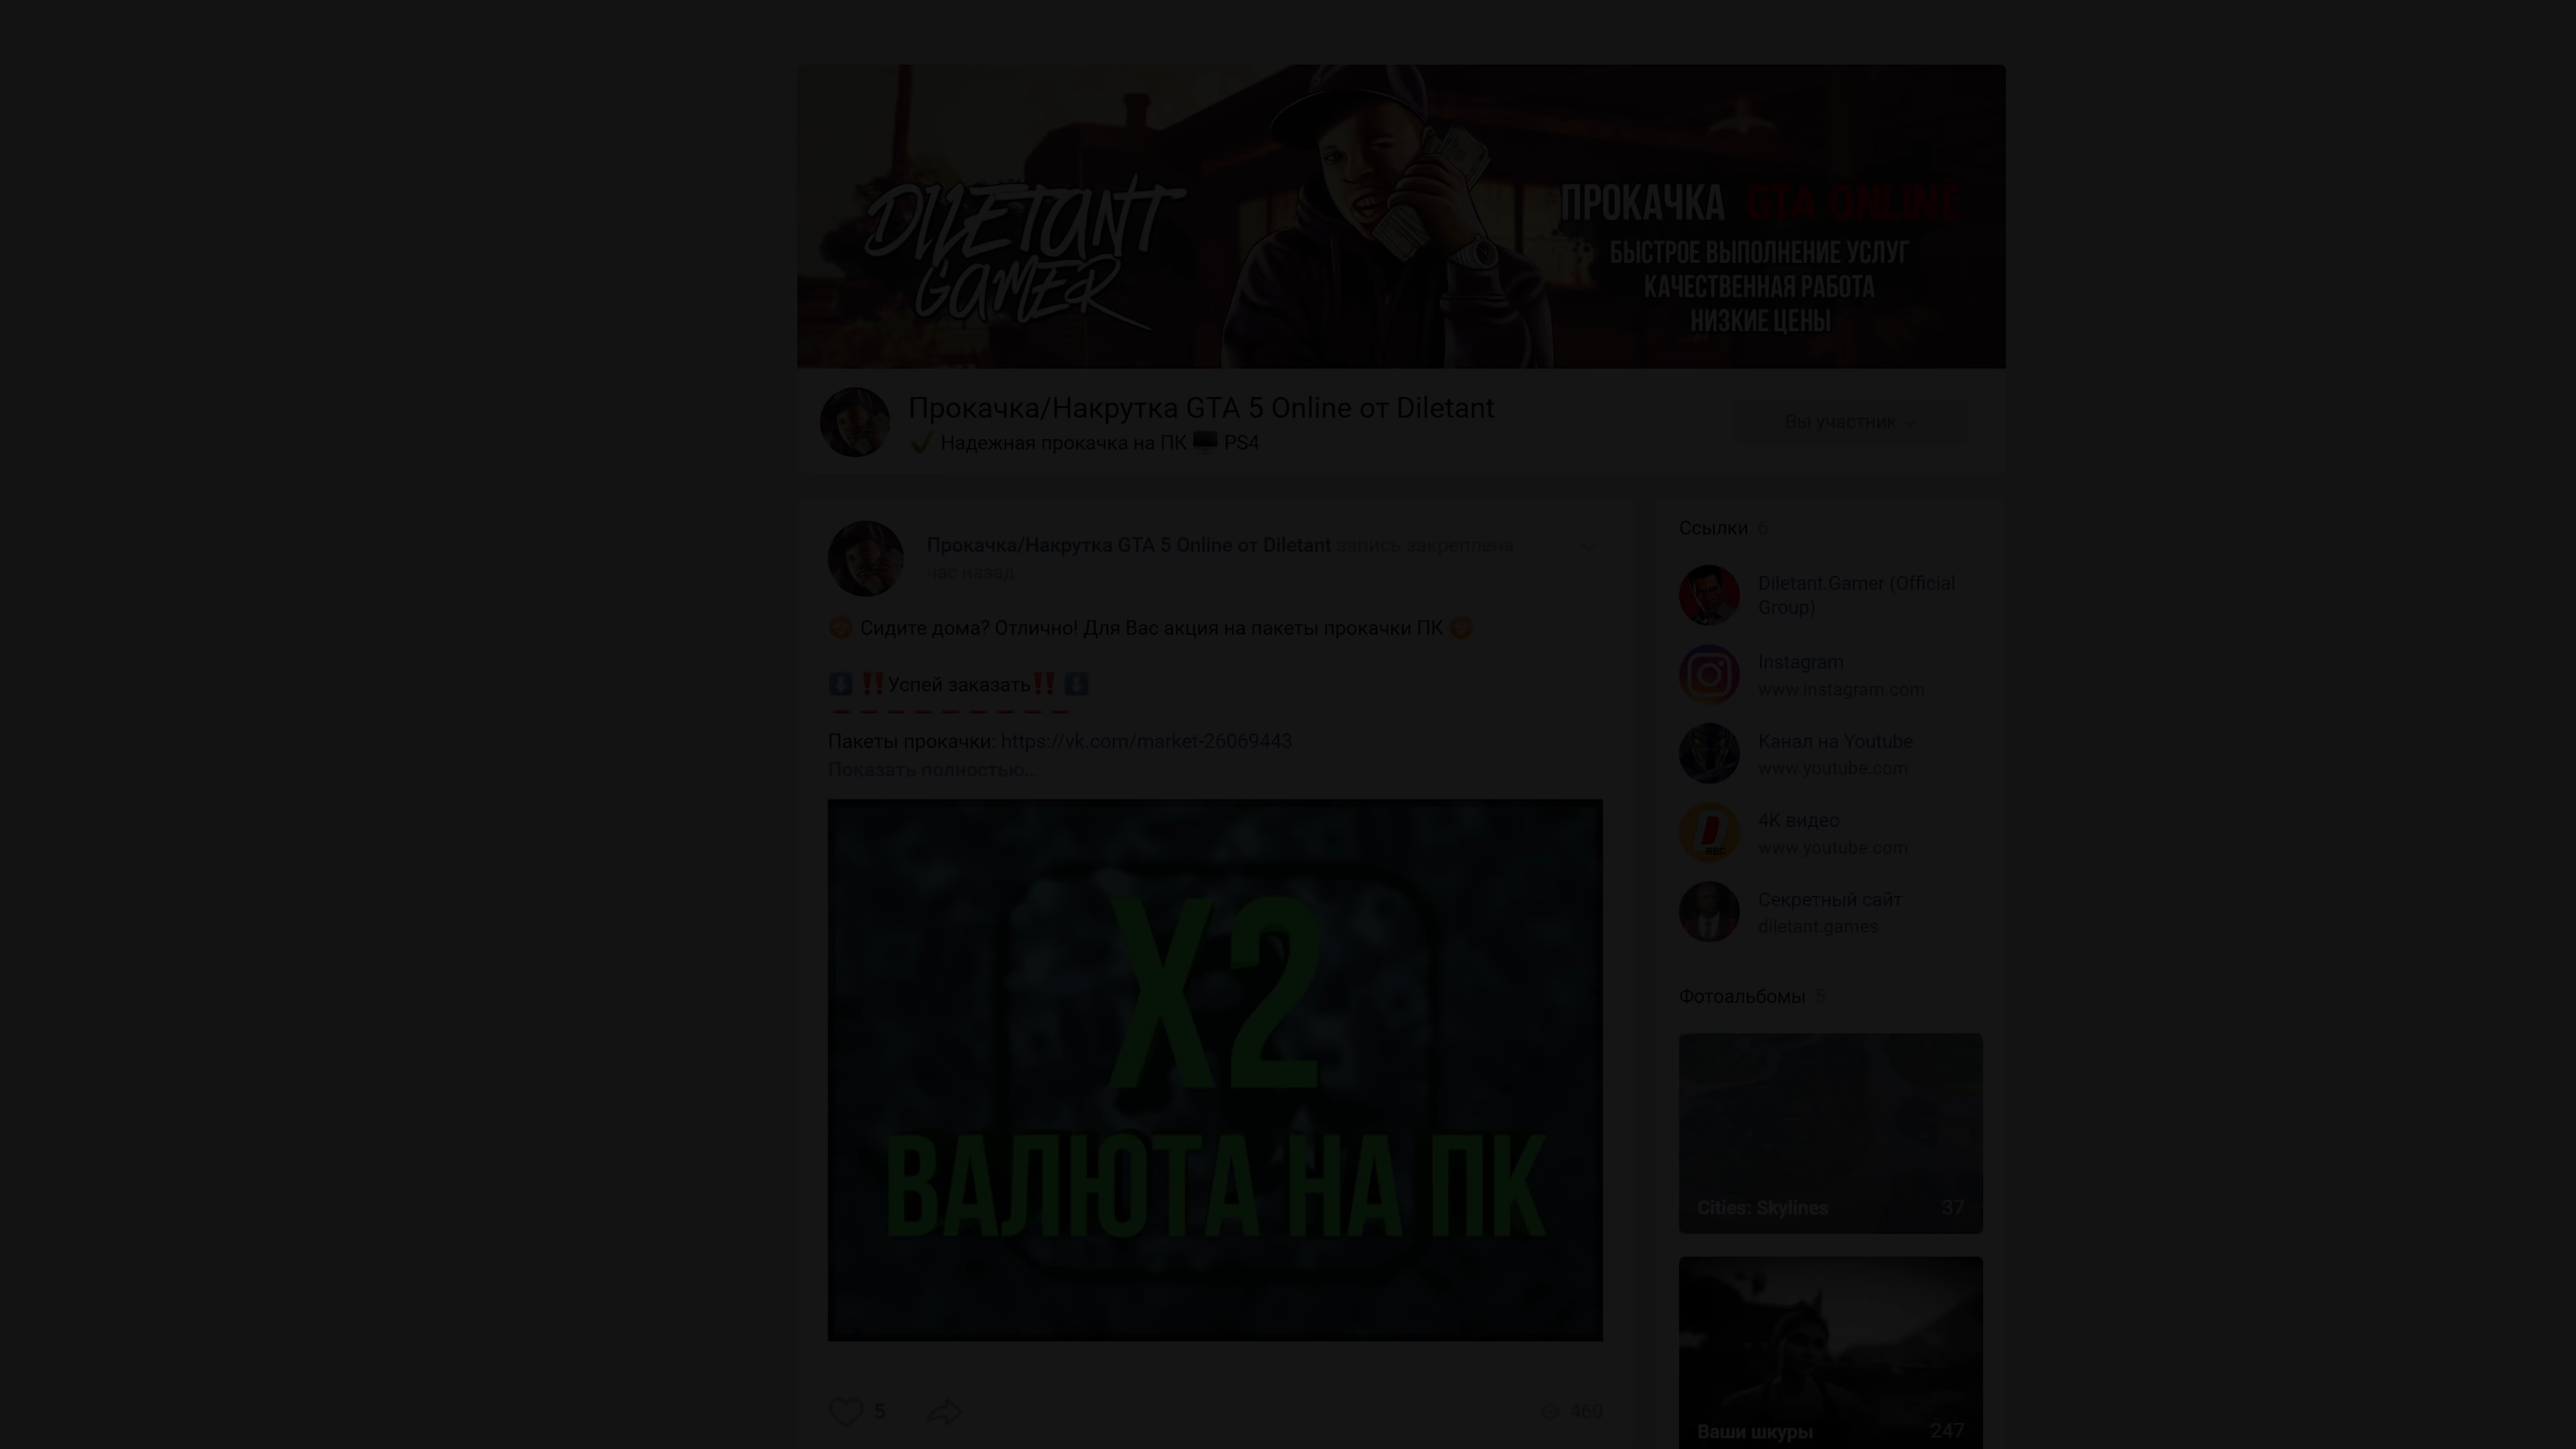 DILETANT
GAMER
ПРОКАЧКА GTA ONLINE
БЫСТРОЕ ВЫПОЛНЕНИЕ УСЛУГ
КАЧЕСТВЕННАЯ РАБОТА
НИЗКИЕ ЦЕНЫ
Прокачка/Накрутка GTA 5 Online от Diletant
✔ Надежная прокачка на ПК 🖥 PS4
Вы участник
Прокачка/Накрутка GTA 5 Online от Diletant запись закреплена
час назад
Сидите дома? Отлично! Для Вас акция на пакеты прокачки ПК
⬇ ‼Успей заказать‼ ⬇
Пакеты прокачки: https://vk.com/market-26069443
Показать полностью...
X2
ВАЛЮТА НА ПК
5
460
Ссылки 6
Diletant.Gamer (Official
Group)
Instagram
www.instagram.com
Канал на Youtube
www.youtube.com
REC
4K видео
www.youtube.com
Секретный сайт
diletant.games
Фотоальбомы 5
Cities: Skylines 37
Ваши шкуры 247